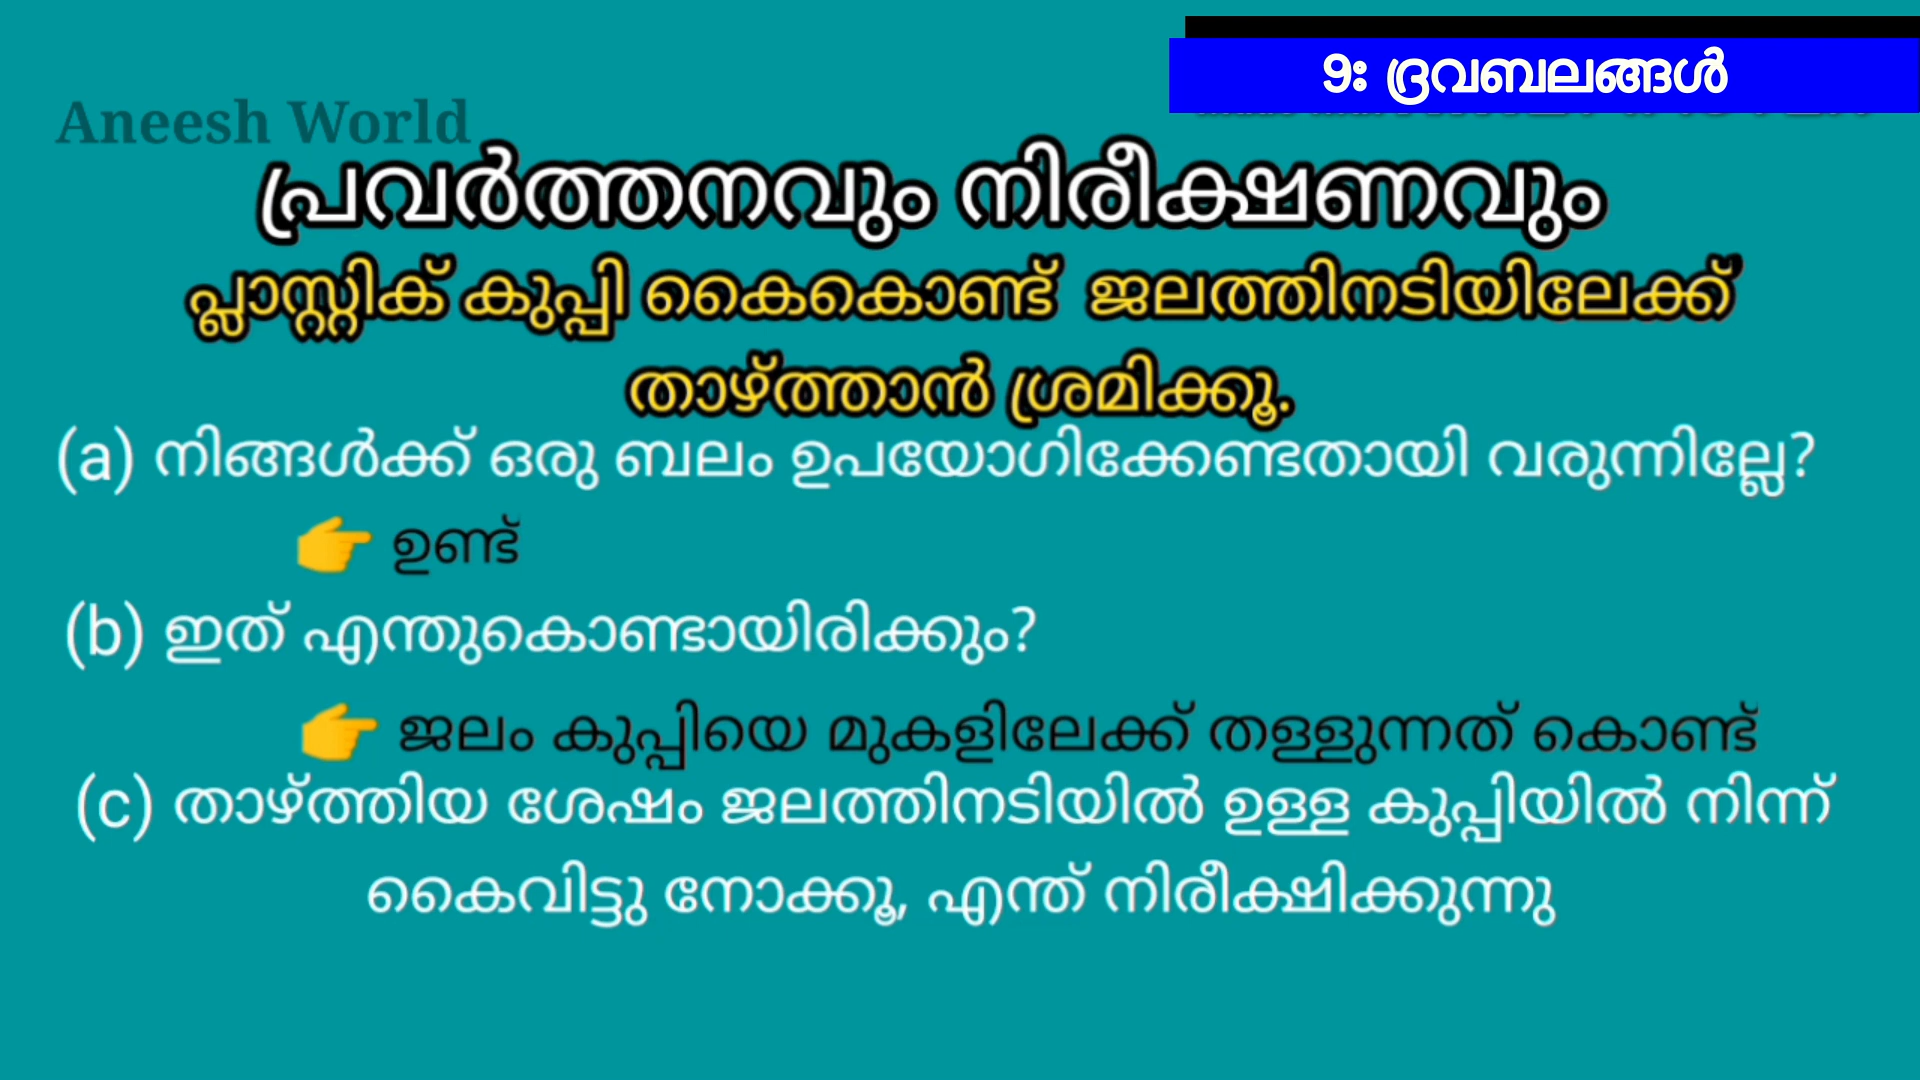 9: ദ്രവബലങ്ങൾ
Aneesh World
പ്രവർത്തനവും നിരീക്ഷണവും
പ്ലാസ്റ്റിക് കുപ്പി കൈകൊണ്ട് ജലത്തിനടിയിലേക്ക്
താഴ്ത്താൻ ശ്രമിക്കൂ.
(a) നിങ്ങൾക്ക് ഒരു ബലം ഉപയോഗിക്കേണ്ടതായി വരുന്നില്ലേ?
👉 ഉണ്ട്
(b) ഇത് എന്തുകൊണ്ടായിരിക്കും?
👉 ജലം കുപ്പിയെ മുകളിലേക്ക് തള്ളുന്നത് കൊണ്ട്
(c) താഴ്ത്തിയ ശേഷം ജലത്തിനടിയിൽ ഉള്ള കുപ്പിയിൽ നിന്ന്
കൈവിട്ടു നോക്കൂ, എന്ത് നിരീക്ഷിക്കുന്നു